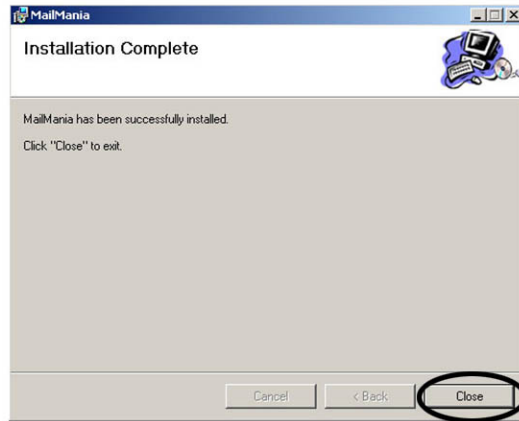 MailMania
Installation Complete
MailMania has been successfully installed.
Click "Close" to exit.
Cancel
< Back
Close